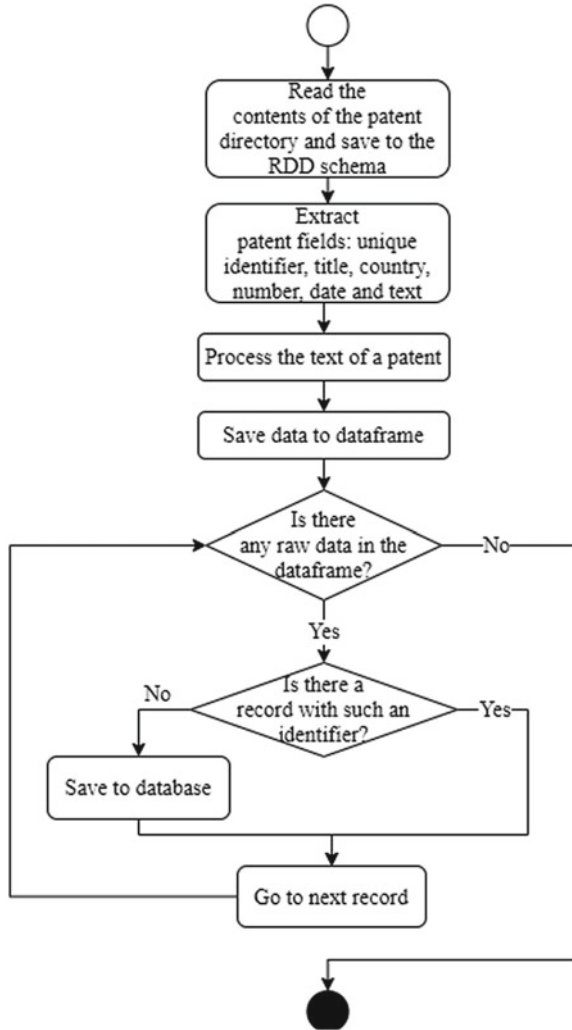 Read the
contents of the patent
directory and save to the
RDD schema
Extract
patent fields: unique
identifier, title, country,
number, date and text
Process the text of a patent
Save data to dataframe
Is there
any raw data in the
dataframe?
No
Yes
Is there a
record with such an
identifier?
No
Yes
Save to database
Go to next record